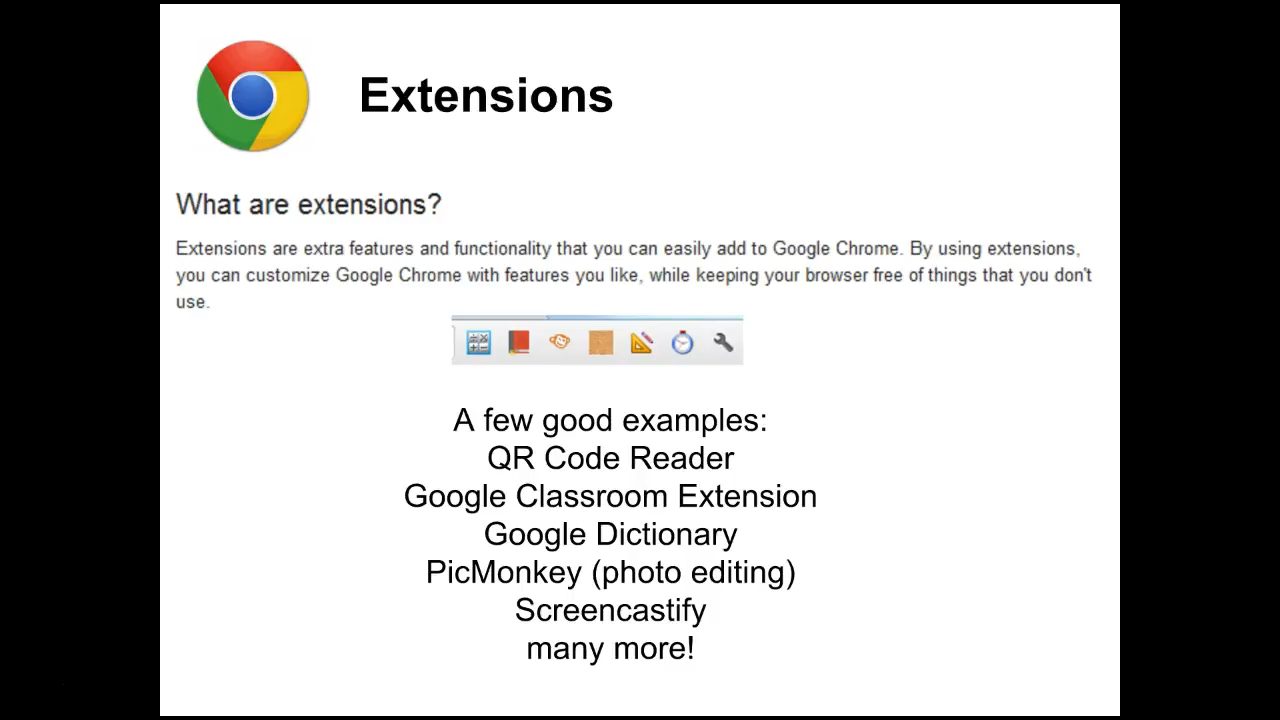 Extensions
What are extensions?
Extensions are extra features and functionality that you can easily add to Google Chrome. By using extensions,
you can customize Google Chrome with features you like, while keeping your browser free of things that you don't
use.
A few good examples:
QR Code Reader
Google Classroom Extension
Google Dictionary
PicMonkey (photo editing)
Screencastify
many more!